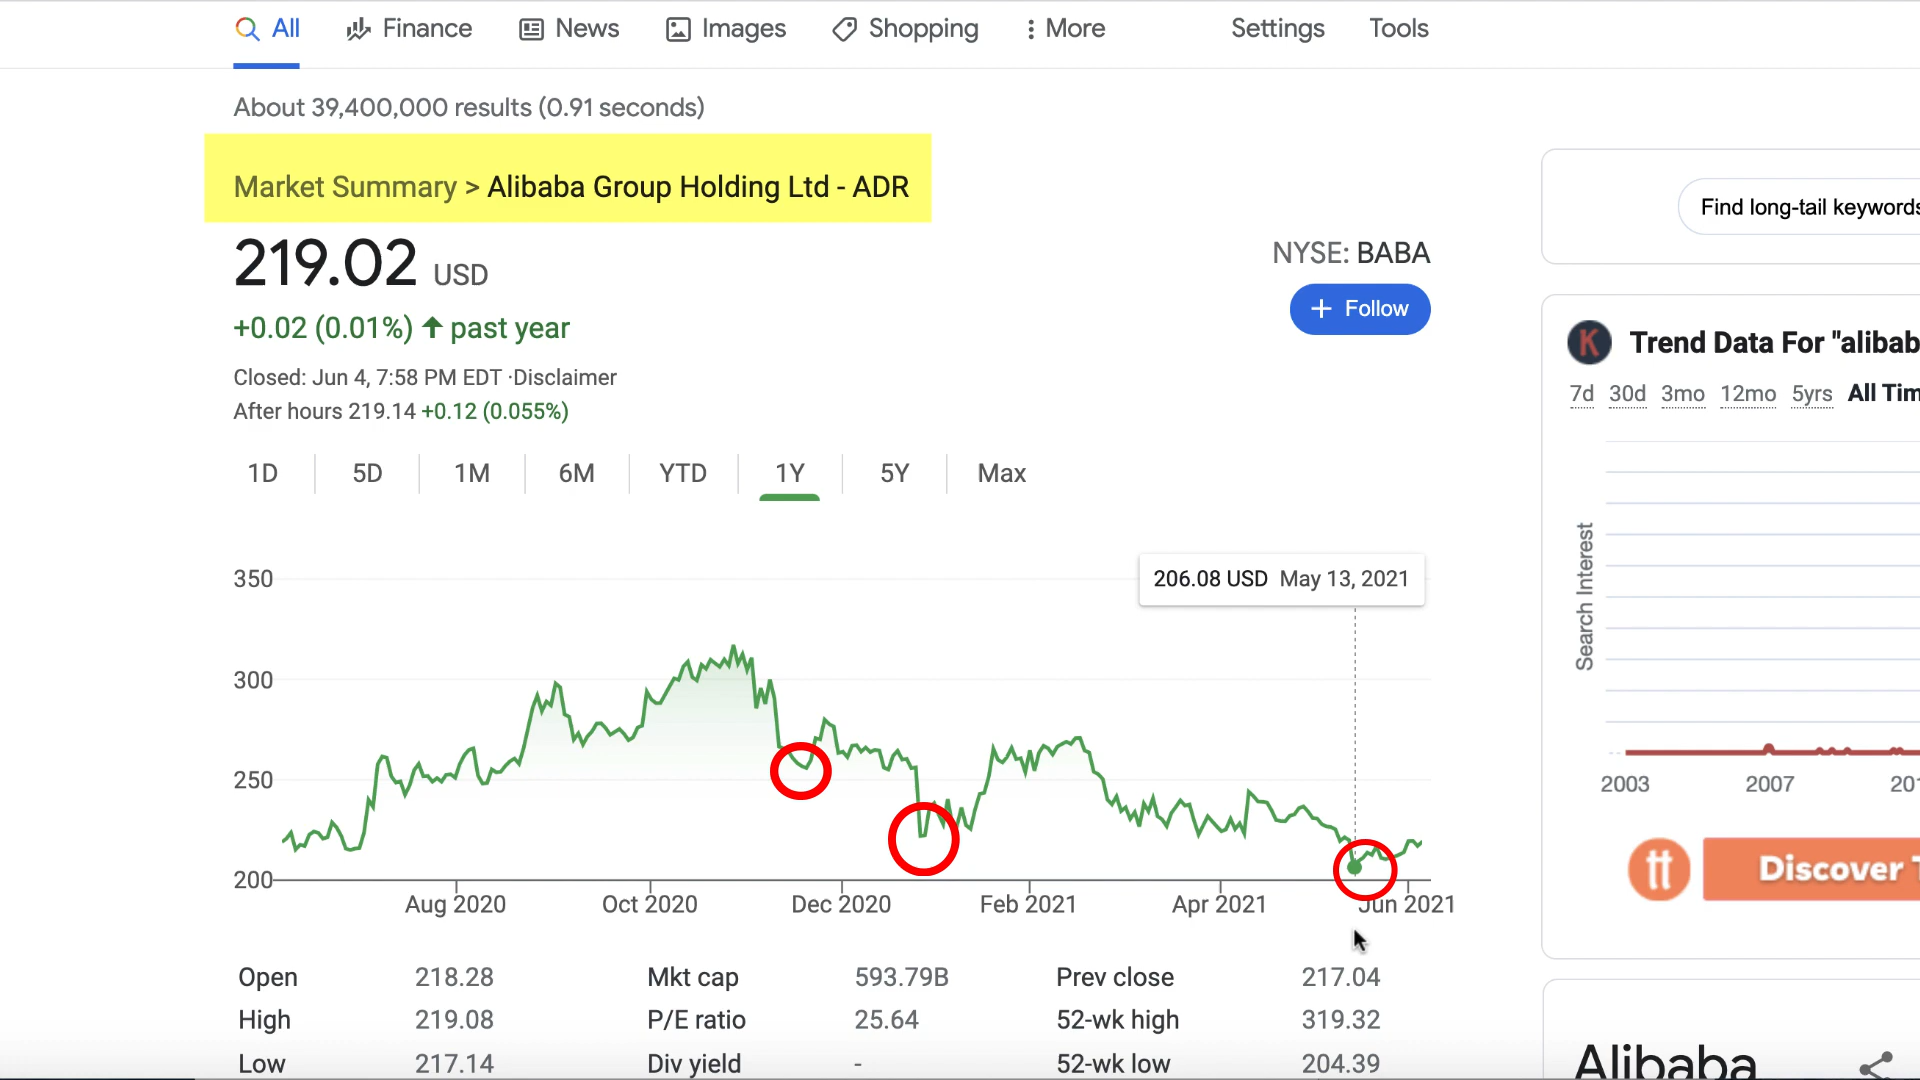 All Finance News Images Shopping More Settings Tools
About 39,400,000 results (0.91 seconds)
Market Summary > Alibaba Group Holding Ltd - ADR
219.02 USD
NYSE: BABA
+ Follow
+0.02 (0.01%) past year
Closed: Jun 4, 7:58 PM EDT ·Disclaimer
After hours 219.14 +0.12 (0.055%)
1D 5D 1M 6M YTD 1Y 5Y Max
206.08 USD May 13, 2021
350
300
250
200
Aug 2020 Oct 2020 Dec 2020 Feb 2021 Apr 2021 Jun 2021
Open 218.28 Mkt cap 593.79B Prev close 217.04
High 219.08 P/E ratio 25.64 52-wk high 319.32
Low 217.14 Div yield - 52-wk low 204.39
Find long-tail keywords
K
Trend Data For "alibab
7d 30d 3mo 12mo 5yrs All Tim
Search Interest
2003 2007 201
tt
Discover T
Alibaba